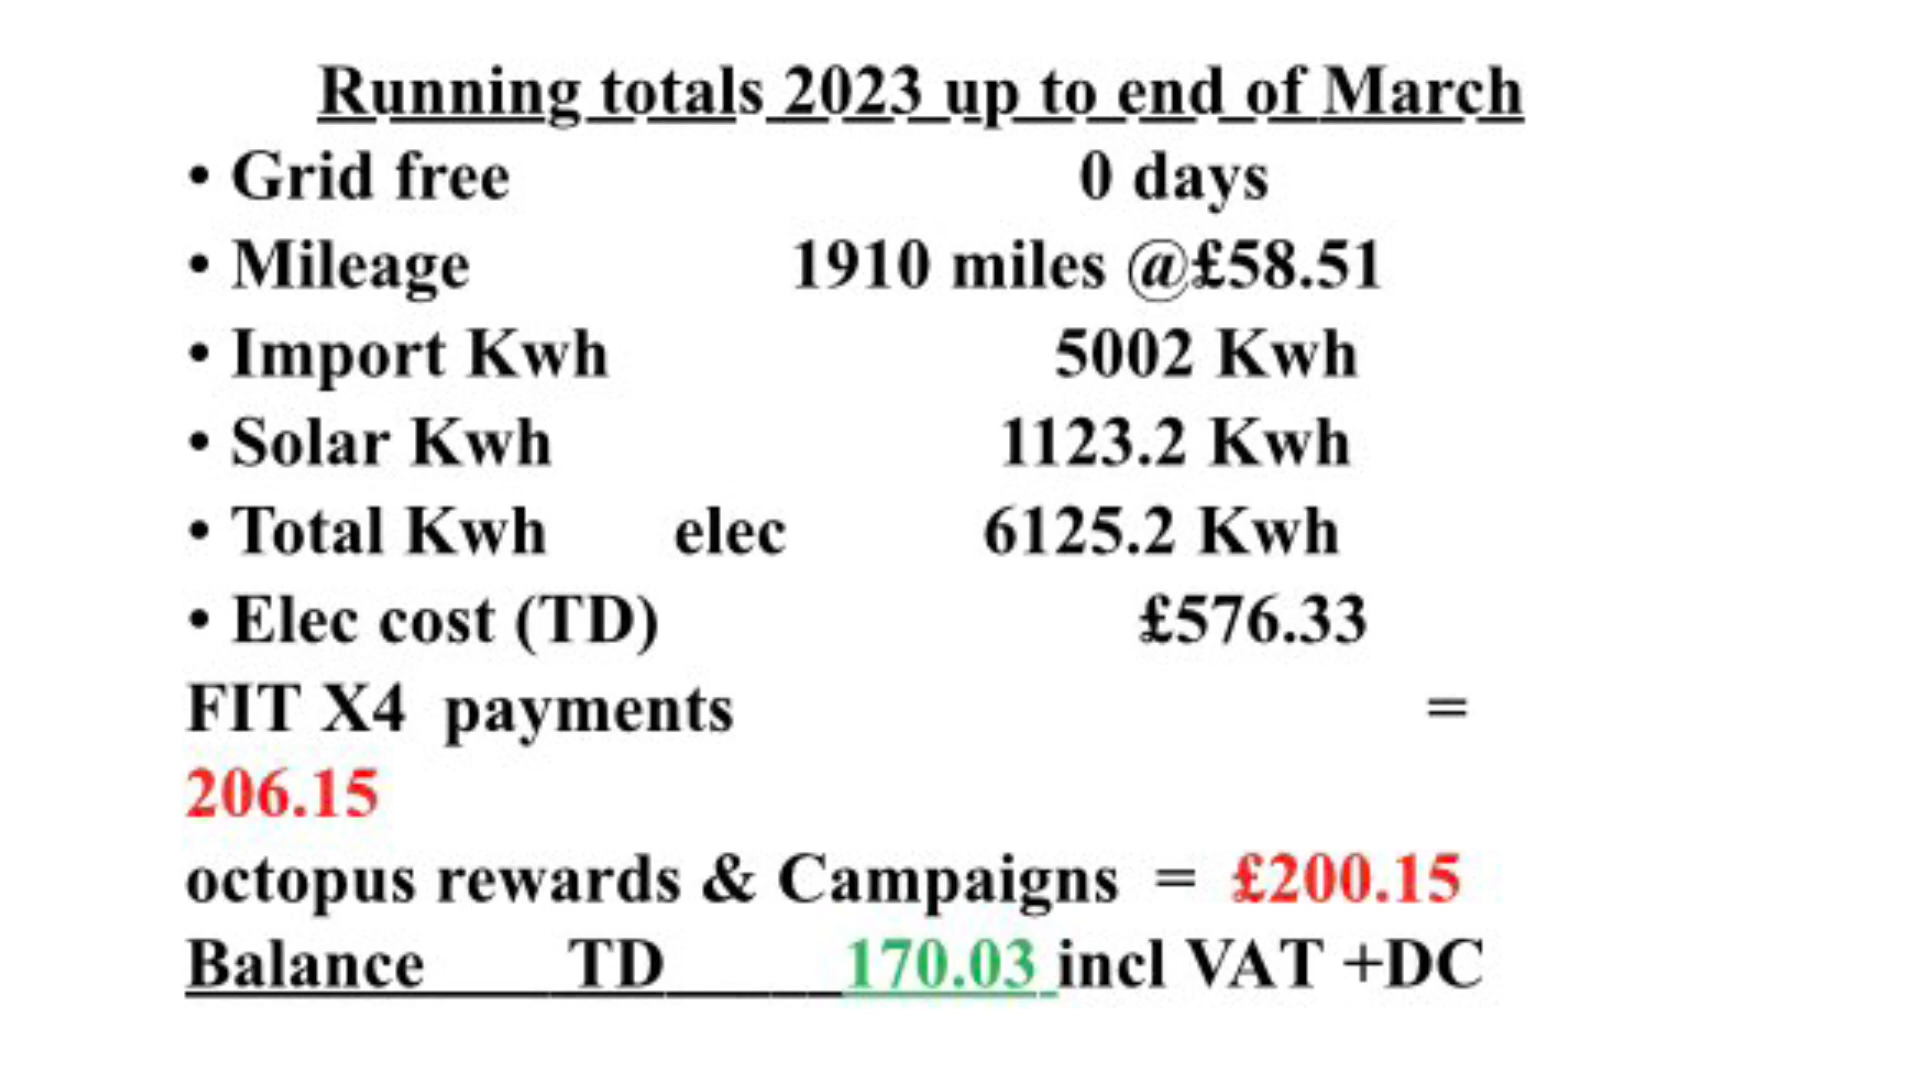 Running totals 2023 up to end of March
• Grid free 0 days
• Mileage 1910 miles @£58.51
• Import Kwh 5002 Kwh
• Solar Kwh 1123.2 Kwh
• Total Kwh elec 6125.2 Kwh
• Elec cost (TD) £576.33
FIT X4 payments =
206.15
octopus rewards & Campaigns = £200.15
Balance TD 170.03 incl VAT +DC